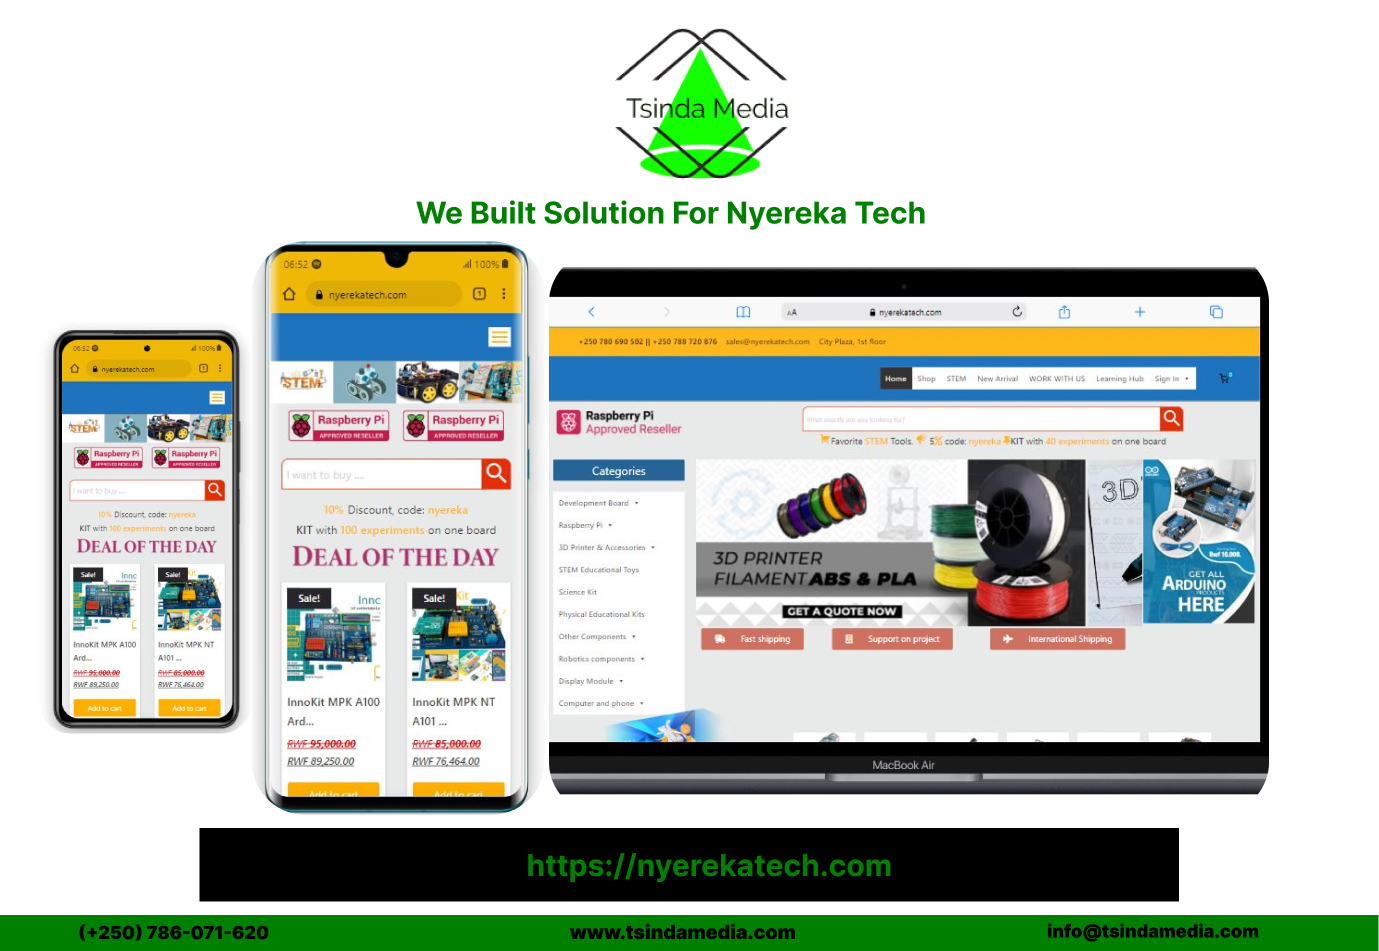 Tsinda Media
We Built Solution For Nyereka Tech
06:52
100%
nyerekatech.com
1
STEM
Raspberry Pi
APPROVED RESELLER
Raspberry Pi
APPROVED RESELLER
I want to buy ....
10% Discount, code: nyereka
KIT with 100 experiments on one board
DEAL OF THE DAY
Sale!
Innc
Sale!
InnoKit MPK A100
Ard...
RWF 95,000.00
RWF 89,250.00
Add to cart
InnoKit MPK NT
A101 ...
RWF 85,000.00
RWF 76,464.00
Add to cart
06:52
100%
nyerekatech.com
1
STEM
Raspberry Pi
APPROVED RESELLER
Raspberry Pi
APPROVED RESELLER
I want to buy ....
10% Discount, code: nyereka
KIT with 100 experiments on one board
DEAL OF THE DAY
Sale!
Innc
Sale!
Kit
InnoKit MPK A100
Ard...
RWF 95,000.00
RWF 89,250.00
Add to cart
InnoKit MPK NT
A101 ...
RWF 85,000.00
RWF 76,464.00
Add to cart
AA
nyerekatech.com
+250 780 690 502 || +250 788 720 876 sales@nyerekatech.com City Plaza, 1st floor
Home Shop STEM New Arrival WORK WITH US Learning Hub Sign In
Raspberry Pi
Approved Reseller
What exactly are you looking for?
Favorite STEM Tools. 5% code: nyereka KIT with 40 experiments on one board
Categories
Development Board
Raspberry Pi
3D Printer & Accessories
STEM Educational Toys
Science Kit
Physical Educational Kits
Other Components
Robotics components
Display Module
Computer and phone
3D PRINTER
FILAMENT ABS & PLA
GET A QUOTE NOW
3D
Rwf 10.000.
GET ALL
ARDUINO
PRODUCTS
HERE
Fast shipping
Support on project
International Shipping
MacBook Air
https://nyerekatech.com
(+250) 786-071-620
www.tsindamedia.com
info@tsindamedia.com